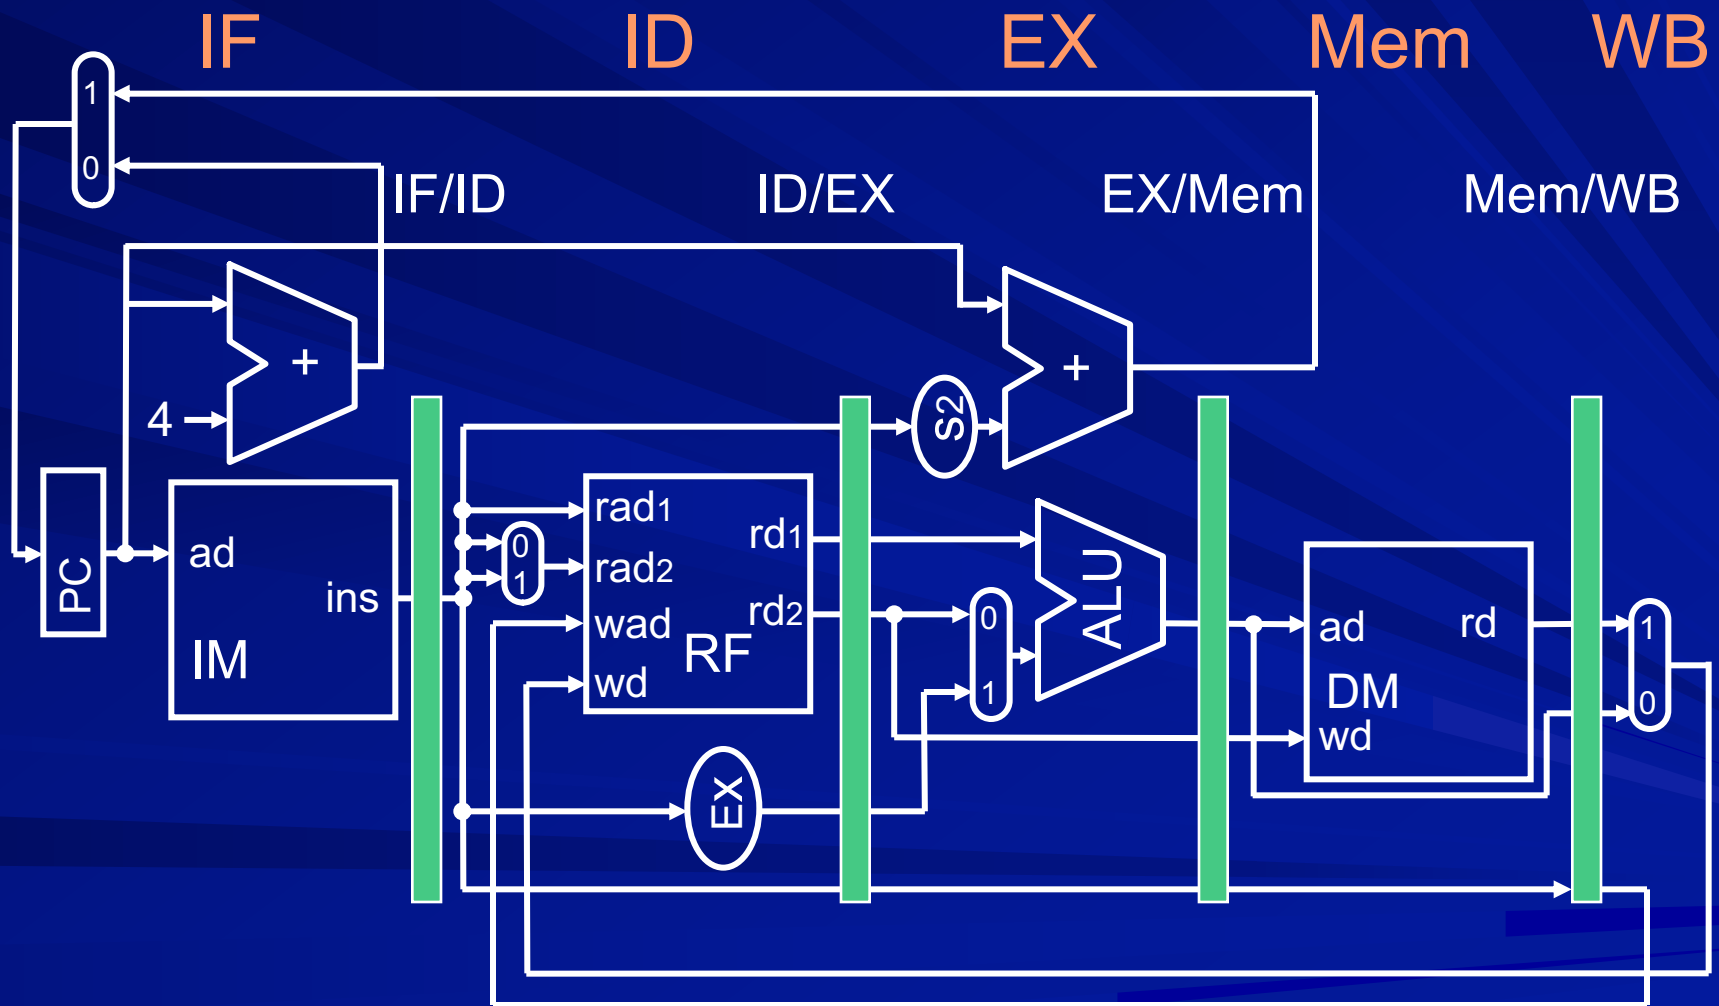 IF ID EX Mem WB
1
0
IF/ID ID/EX EX/Mem Mem/WB
+
+
4
s2
PC
ad
ins
IM
0
1
rad1
rad2
wad
wd
rd1
rd2
RF
Ex
0
1
ALU
ad
rd
DM
wd
1
0